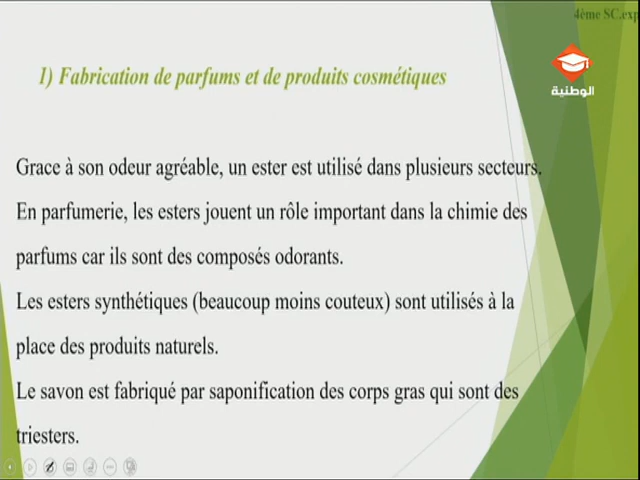 4ème SC.exp
1) Fabrication de parfums et de produits cosmétiques
الوطنية
Grace à son odeur agréable, un ester est utilisé dans plusieurs secteurs.
En parfumerie, les esters jouent un rôle important dans la chimie des
parfums car ils sont des composés odorants.
Les esters synthétiques (beaucoup moins couteux) sont utilisés à la
place des produits naturels.
Le savon est fabriqué par saponification des corps gras qui sont des
triesters.